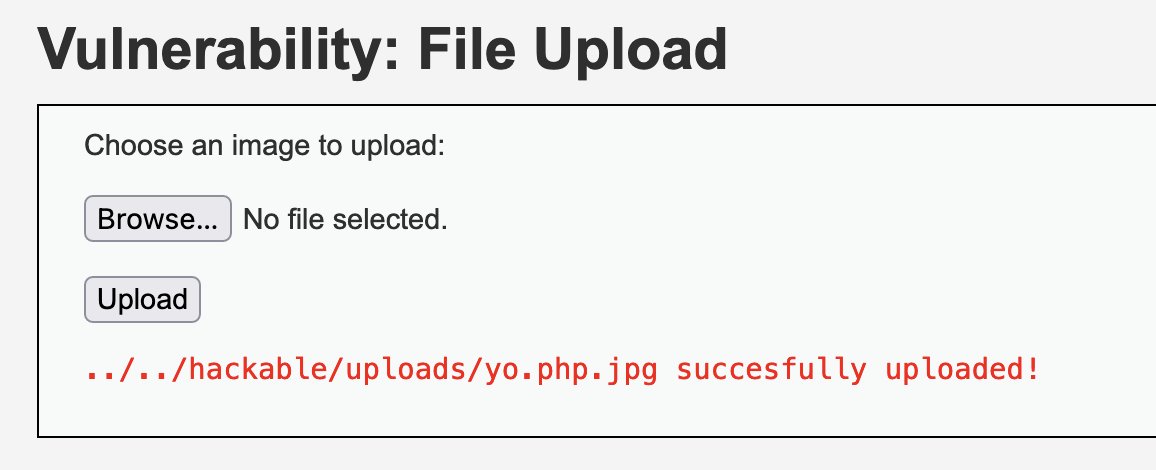 Vulnerability: File Upload
Choose an image to upload:
Browse... No file selected.
Upload
../../hackable/uploads/yo.php.jpg succesfully uploaded!